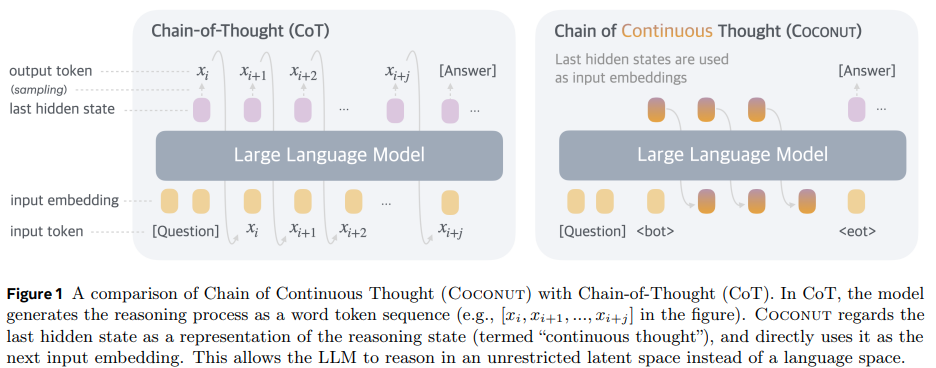 Chain-of-Thought (CoT)
output token
(sampling)
last hidden state
x_i x_{i+1} x_{i+2} x_{i+j} [Answer]
... ...
Large Language Model
input embedding
...
input token
[Question] x_i x_{i+1} x_{i+2} x_{i+j}
Chain of Continuous Thought (COCONUT)
Last hidden states are used
as input embeddings
[Answer]
...
Large Language Model
[Question] <bot> <eot>
Figure 1 A comparison of Chain of Continuous Thought (COCONUT) with Chain-of-Thought (CoT). In CoT, the model
generates the reasoning process as a word token sequence (e.g., [x_i, x_{i+1}, ..., x_{i+j}] in the figure). COCONUT regards the
last hidden state as a representation of the reasoning state (termed “continuous thought”), and directly uses it as the
next input embedding. This allows the LLM to reason in an unrestricted latent space instead of a language space.